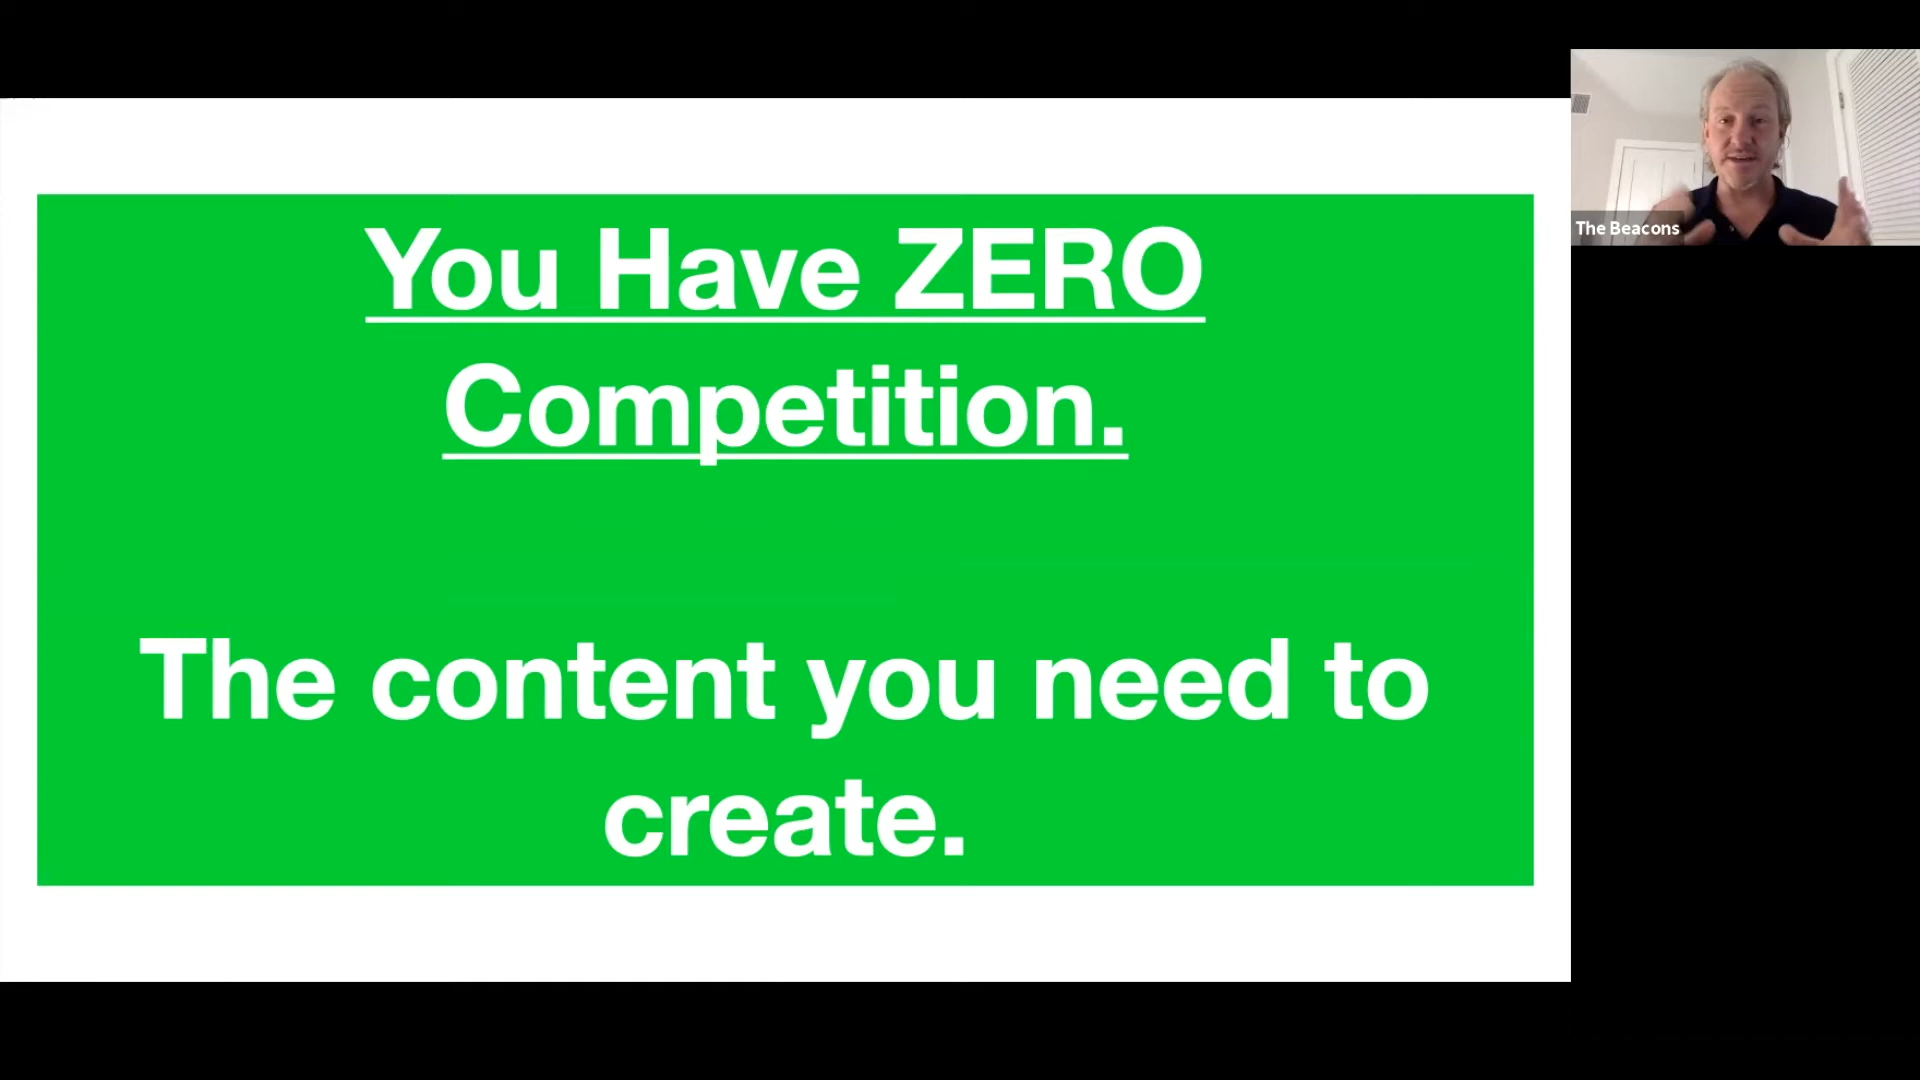 You Have ZERO
Competition.
The content you need to
create.
The Beacons